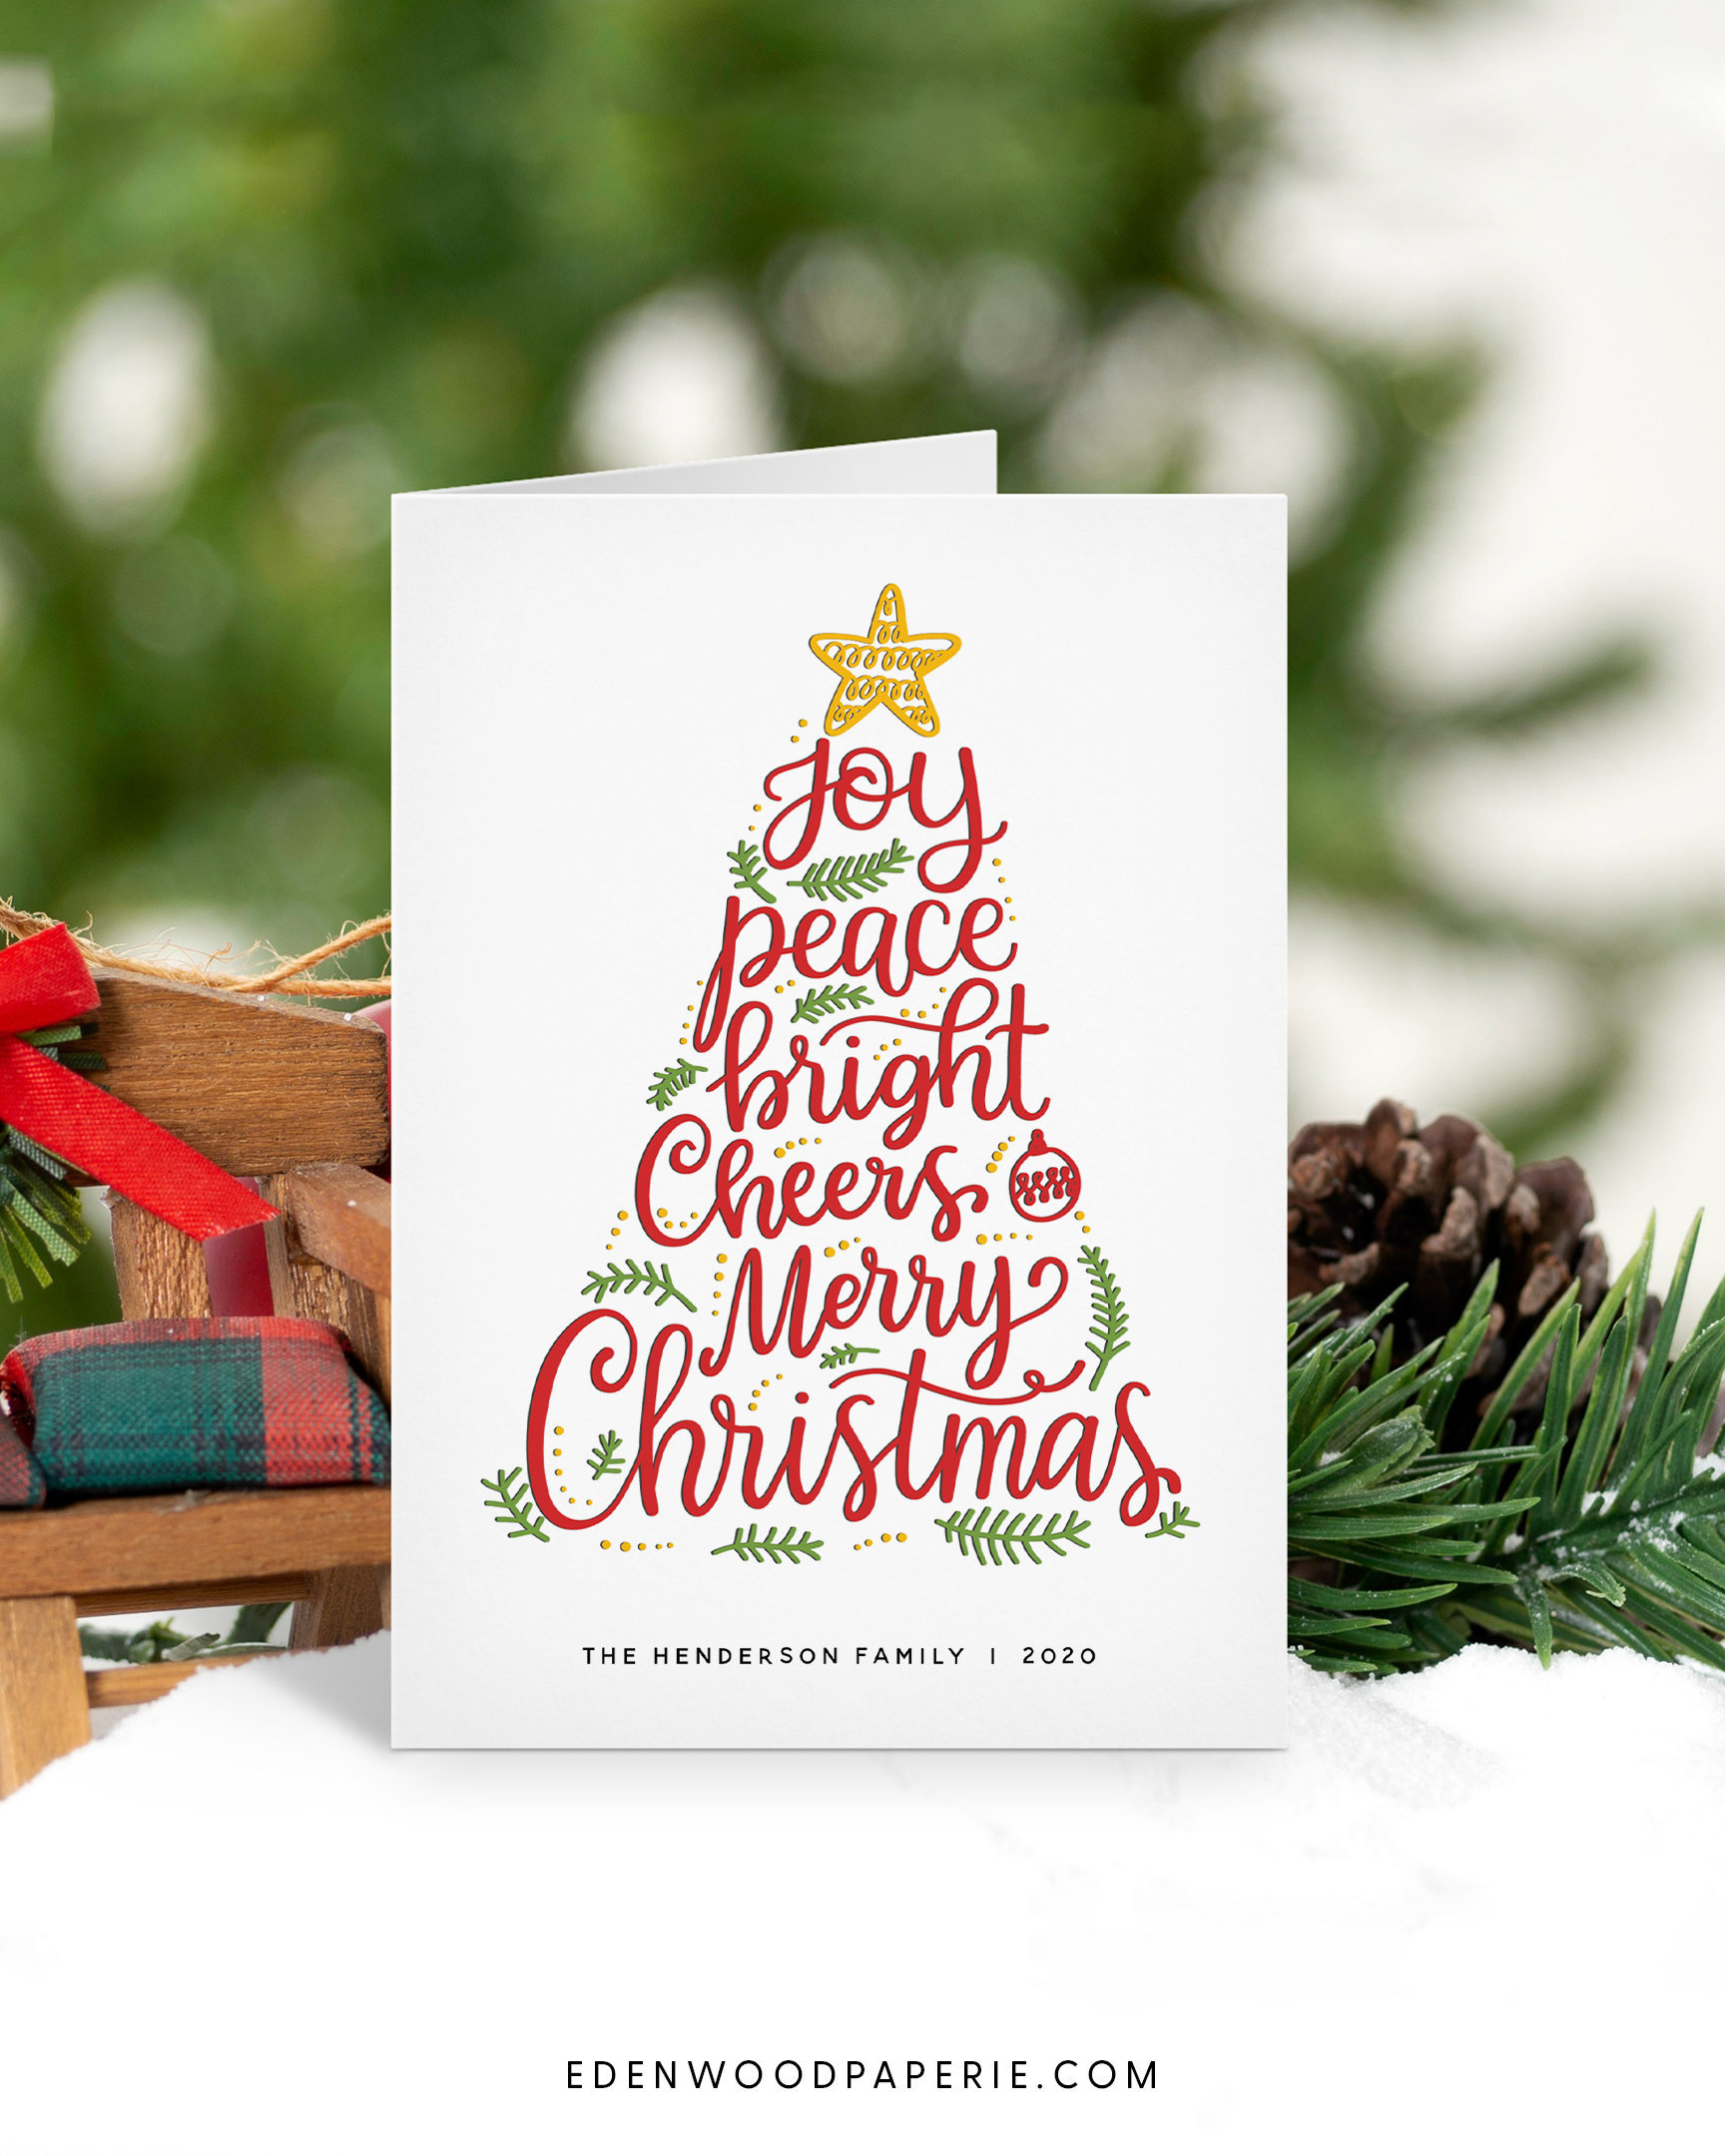 Joy
peace
bright
Cheers
Merry
Christmas
THE HENDERSON FAMILY | 2020
EDENWOODPAPERIE.COM